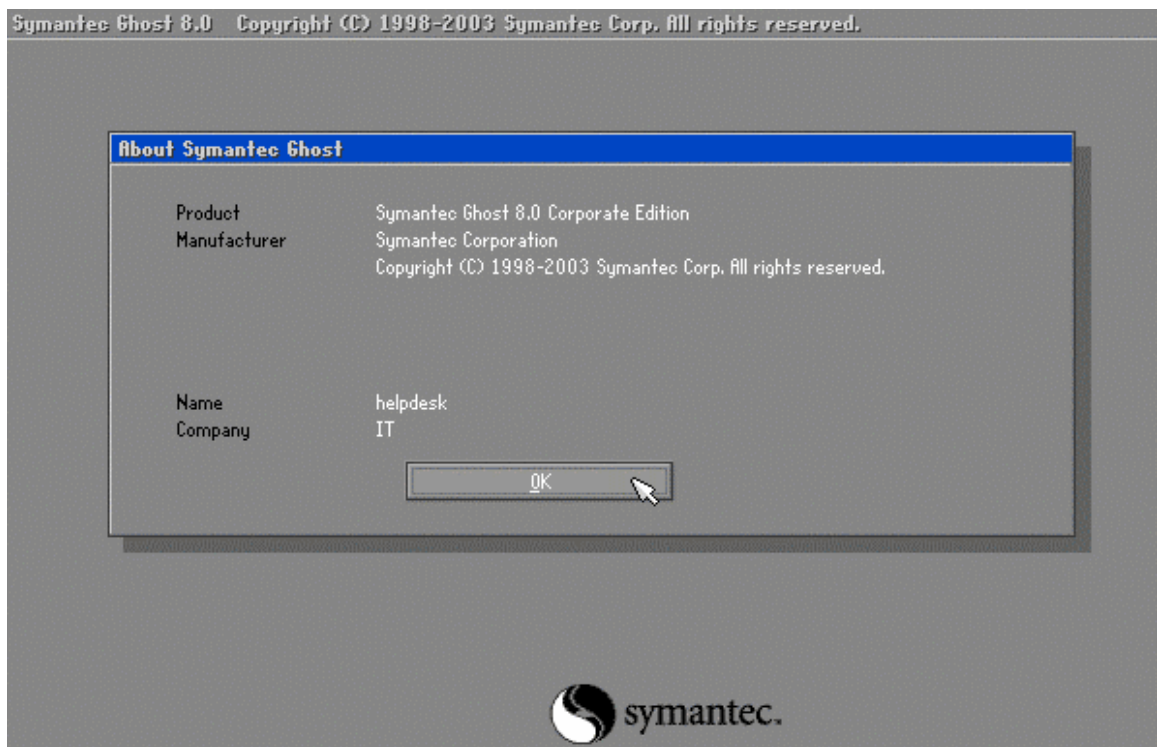 Symantec Ghost 8.0 Copyright (C) 1998-2003 Symantec Corp. All rights reserved.
About Symantec Ghost
Product Symantec Ghost 8.0 Corporate Edition
Manufacturer Symantec Corporation
Copyright (C) 1998-2003 Symantec Corp. All rights reserved.
Name helpdesk
Company IT
OK
symantec.